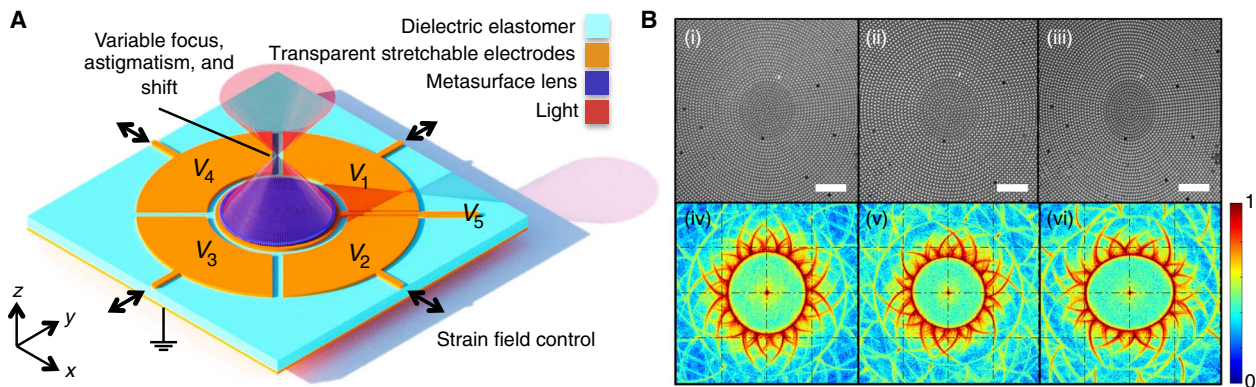 A
Variable focus,
astigmatism, and
shift
Dielectric elastomer
Transparent stretchable electrodes
Metasurface lens
Light
V4
V1
V5
V3
V2
z
y
x
Strain field control
B
(i)
(ii)
(iii)
(iv)
(v)
(vi)
1
0